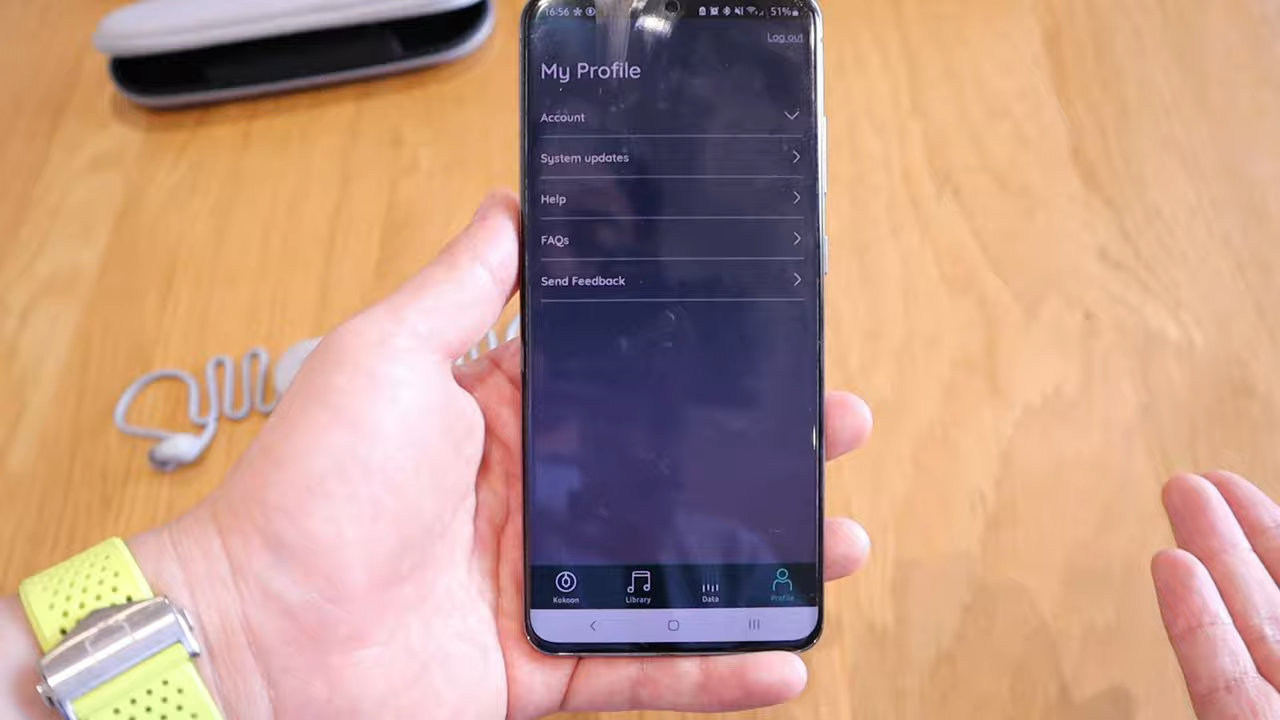 16:56 51%
Log out
My Profile
Account
System updates
Help
FAQs
Send Feedback
Kokoon Library Data Profile